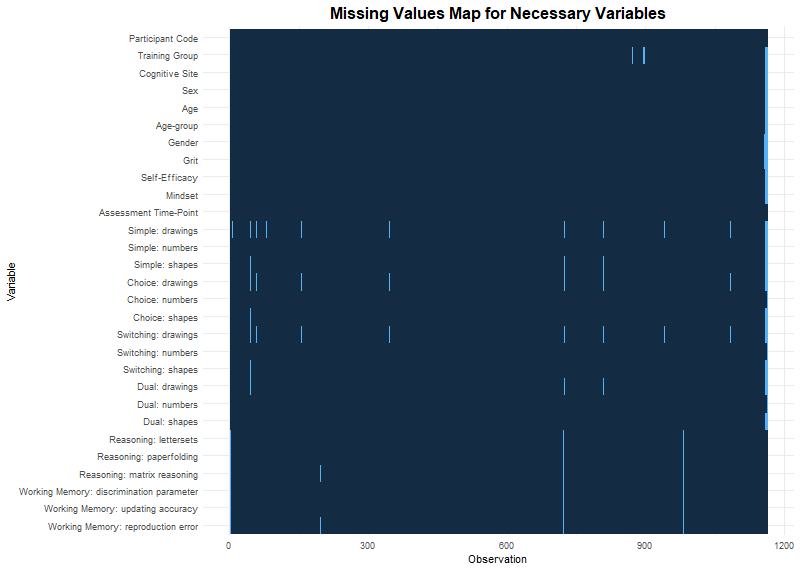 Missing Values Map for Necessary Variables
Participant Code
Training Group
Cognitive Site
Sex
Age
Age-group
Gender
Grit
Self-Efficacy
Mindset
Assessment Time-Point
Simple: drawings
Simple: numbers
Simple: shapes
Choice: drawings
Choice: numbers
Choice: shapes
Switching: drawings
Switching: numbers
Switching: shapes
Dual: drawings
Dual: numbers
Dual: shapes
Reasoning: lettersets
Reasoning: paperfolding
Reasoning: matrix reasoning
Working Memory: discrimination parameter
Working Memory: updating accuracy
Working Memory: reproduction error
Variable
0 300 600 900 1200
Observation